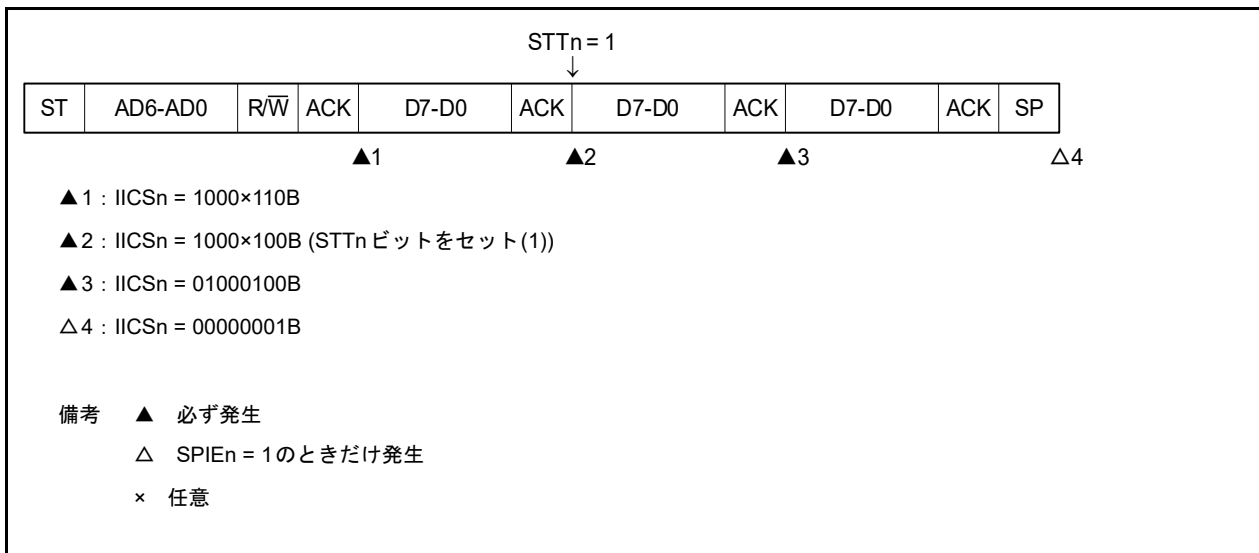 STTn = 1
↓
ST AD6-AD0 R/W̅ ACK D7-D0 ACK D7-D0 ACK D7-D0 ACK SP
▲1 ▲2 ▲3 △4
▲1：IICSn = 1000×110B
▲2：IICSn = 1000×100B (STTnビットをセット(1))
▲3：IICSn = 01000100B
△4：IICSn = 00000001B
備考 ▲ 必ず発生
△ SPIEn = 1のときだけ発生
× 任意